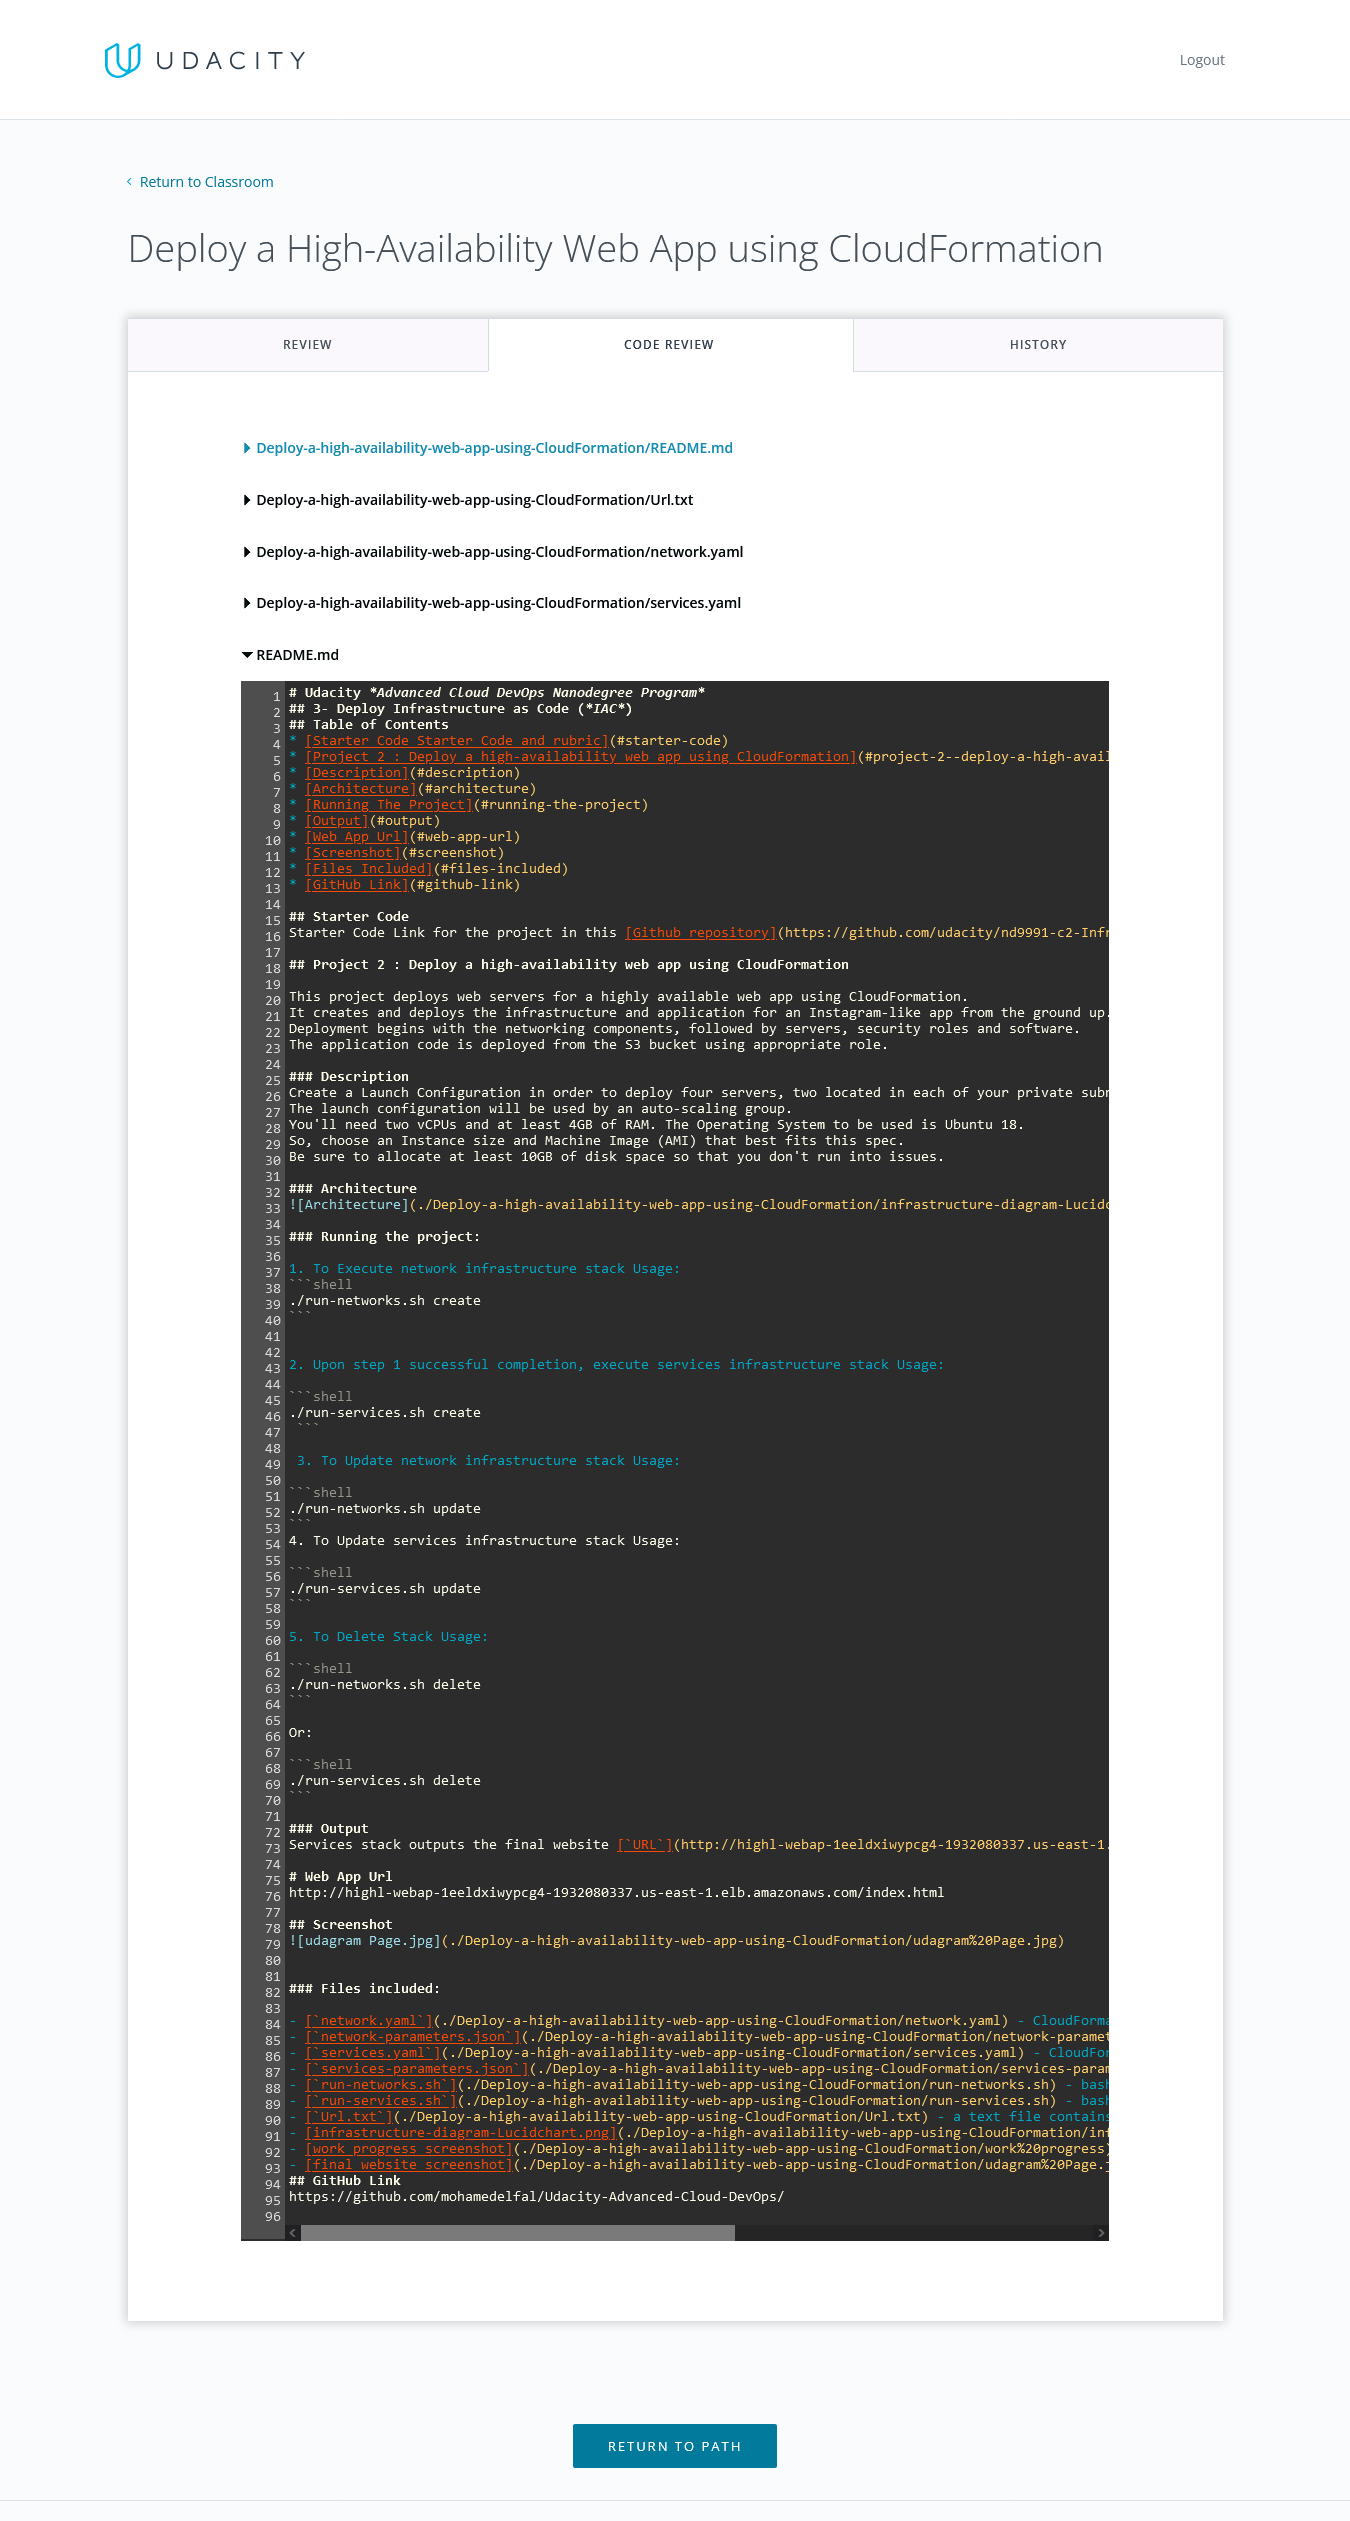 UDACITY
Logout
Return to Classroom
Deploy a High-Availability Web App using CloudFormation
REVIEW
CODE REVIEW
HISTORY
Deploy-a-high-availability-web-app-using-CloudFormation/README.md
Deploy-a-high-availability-web-app-using-CloudFormation/Url.txt
Deploy-a-high-availability-web-app-using-CloudFormation/network.yaml
Deploy-a-high-availability-web-app-using-CloudFormation/services.yaml
README.md
1 # Udacity *Advanced Cloud DevOps Nanodegree Program*
2 ## 3- Deploy Infrastructure as Code (*IAC*)
3 ## Table of Contents
4 * [Starter Code Starter Code and rubric](#starter-code)
5 * [Project 2 : Deploy a high-availability web app using CloudFormation](#project-2--deploy-a-high-avail
6 * [Description](#description)
7 * [Architecture](#architecture)
8 * [Running The Project](#running-the-project)
9 * [Output](#output)
10 * [Web App Url](#web-app-url)
11 * [Screenshot](#screenshot)
12 * [Files Included](#files-included)
13 * [GitHub Link](#github-link)
14
15 ## Starter Code
16 Starter Code Link for the project in this [Github repository](https://github.com/udacity/nd9991-c2-Infr
17
18 ## Project 2 : Deploy a high-availability web app using CloudFormation
19
20 This project deploys web servers for a highly available web app using CloudFormation.
21 It creates and deploys the infrastructure and application for an Instagram-like app from the ground up.
22 Deployment begins with the networking components, followed by servers, security roles and software.
23 The application code is deployed from the S3 bucket using appropriate role.
24
25 ### Description
26 Create a Launch Configuration in order to deploy four servers, two located in each of your private subn
27 The launch configuration will be used by an auto-scaling group.
28 You'll need two vCPUs and at least 4GB of RAM. The Operating System to be used is Ubuntu 18.
29 So, choose an Instance size and Machine Image (AMI) that best fits this spec.
30 Be sure to allocate at least 10GB of disk space so that you don't run into issues.
31
32 ### Architecture
33 ![Architecture](./Deploy-a-high-availability-web-app-using-CloudFormation/infrastructure-diagram-Lucidc
34
35 ### Running the project:
36
37 1. To Execute network infrastructure stack Usage:
38 ```shell
39 ./run-networks.sh create
40 ```
41
42
43 2. Upon step 1 successful completion, execute services infrastructure stack Usage:
44
45 ```shell
46 ./run-services.sh create
47 ```
48
49 3. To Update network infrastructure stack Usage:
50
51 ```shell
52 ./run-networks.sh update
53 ```
54 4. To Update services infrastructure stack Usage:
55
56 ```shell
57 ./run-services.sh update
58 ```
59
60 5. To Delete Stack Usage:
61
62 ```shell
63 ./run-networks.sh delete
64 ```
65
66 Or:
67
68 ```shell
69 ./run-services.sh delete
70 ```
71
72 ### Output
73 Services stack outputs the final website [`URL`](http://highl-webap-1eeldxiwypcg4-1932080337.us-east-1.
74
75 # Web App Url
76 http://highl-webap-1eeldxiwypcg4-1932080337.us-east-1.elb.amazonaws.com/index.html
77
78 ## Screenshot
79 ![udagram Page.jpg](./Deploy-a-high-availability-web-app-using-CloudFormation/udagram%20Page.jpg)
80
81
82 ### Files included:
83
84 - [`network.yaml`](./Deploy-a-high-availability-web-app-using-CloudFormation/network.yaml) - CloudForma
85 - [`network-parameters.json`](./Deploy-a-high-availability-web-app-using-CloudFormation/network-paramet
86 - [`services.yaml`](./Deploy-a-high-availability-web-app-using-CloudFormation/services.yaml) - CloudFor
87 - [`services-parameters.json`](./Deploy-a-high-availability-web-app-using-CloudFormation/services-param
88 - [`run-networks.sh`](./Deploy-a-high-availability-web-app-using-CloudFormation/run-networks.sh) - bash
89 - [`run-services.sh`](./Deploy-a-high-availability-web-app-using-CloudFormation/run-services.sh) - bash
90 - [`Url.txt`](./Deploy-a-high-availability-web-app-using-CloudFormation/Url.txt) - a text file contains
91 - [infrastructure-diagram-Lucidchart.png](./Deploy-a-high-availability-web-app-using-CloudFormation/inf
92 - [work progress screenshot](./Deploy-a-high-availability-web-app-using-CloudFormation/work%20progress)
93 - [final website screenshot](./Deploy-a-high-availability-web-app-using-CloudFormation/udagram%20Page.j
94 ## GitHub Link
95 https://github.com/mohamedelfal/Udacity-Advanced-Cloud-DevOps/
96
RETURN TO PATH